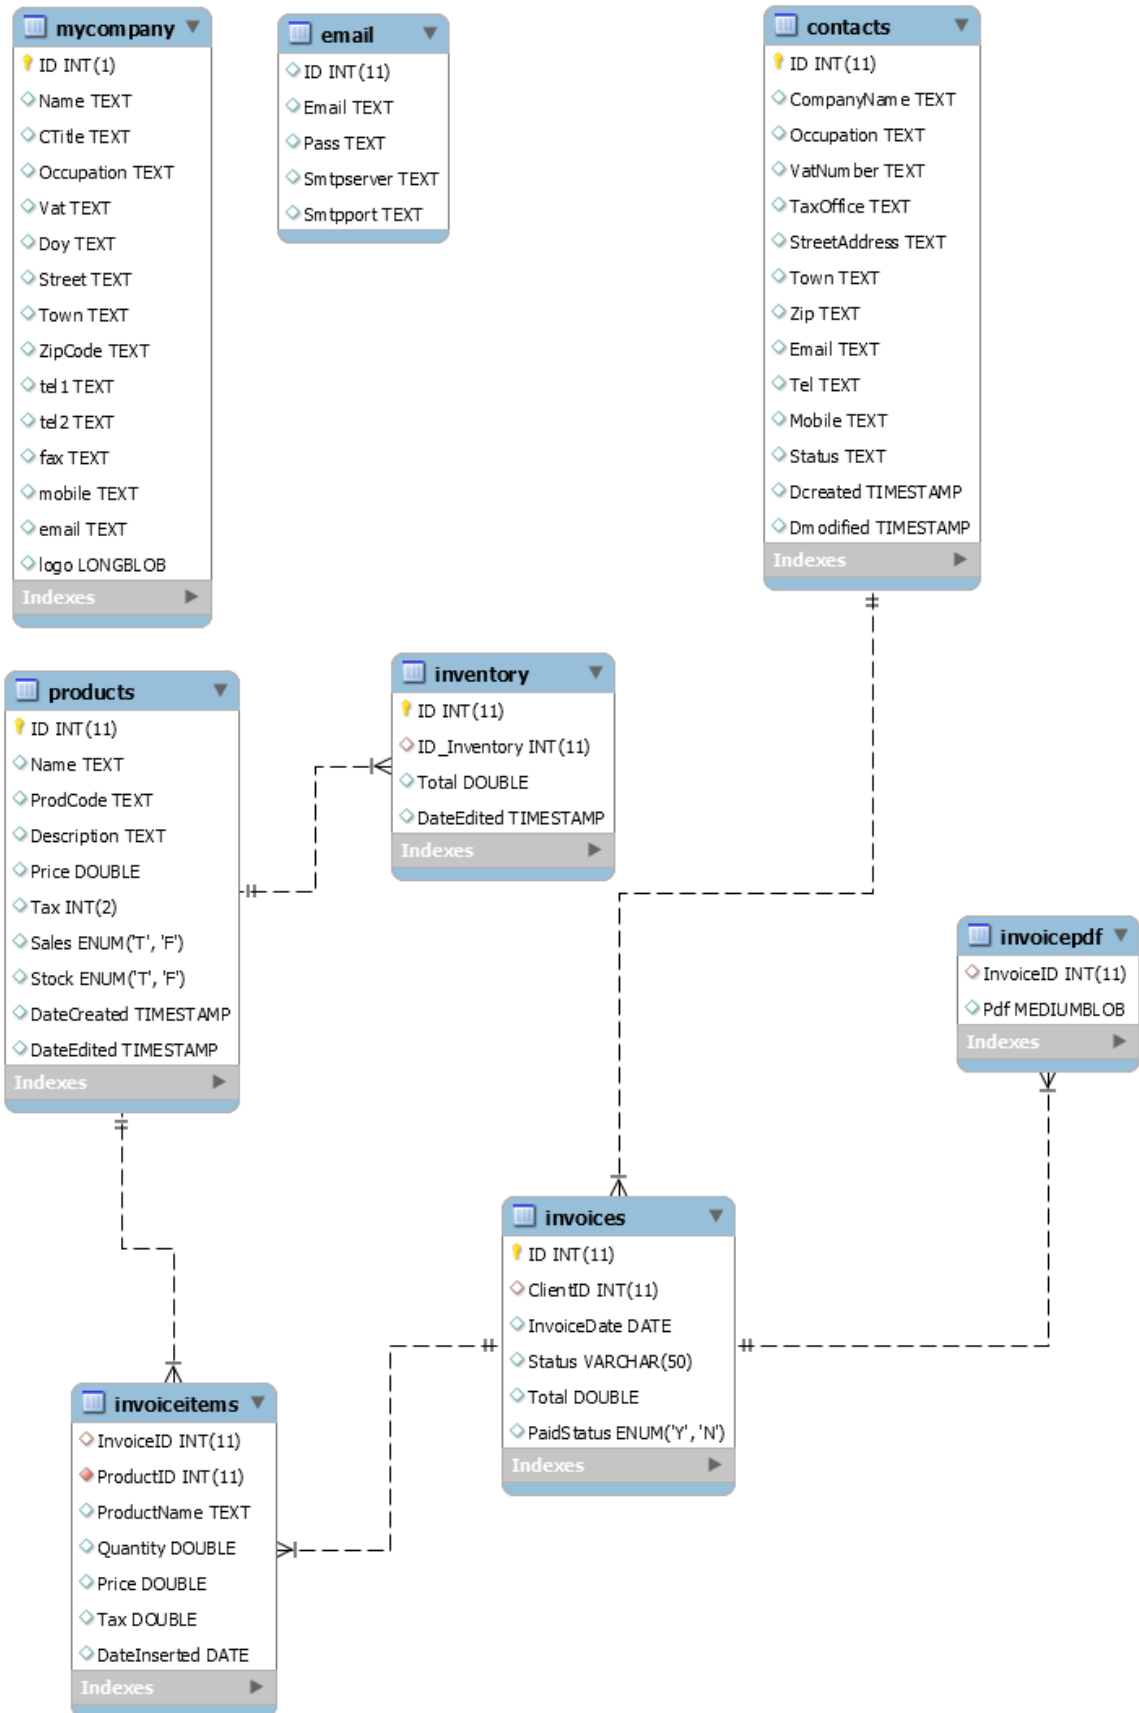 mycompany
ID INT(1)
Name TEXT
CTitle TEXT
Occupation TEXT
Vat TEXT
Doy TEXT
Street TEXT
Town TEXT
ZipCode TEXT
tel1 TEXT
tel2 TEXT
fax TEXT
mobile TEXT
email TEXT
logo LONGBLOB
Indexes
email
ID INT(11)
Email TEXT
Pass TEXT
Smtpserver TEXT
Smtpport TEXT
contacts
ID INT(11)
CompanyName TEXT
Occupation TEXT
VatNumber TEXT
TaxOffice TEXT
StreetAddress TEXT
Town TEXT
Zip TEXT
Email TEXT
Tel TEXT
Mobile TEXT
Status TEXT
Dcreated TIMESTAMP
Dmodified TIMESTAMP
Indexes
products
ID INT(11)
Name TEXT
ProdCode TEXT
Description TEXT
Price DOUBLE
Tax INT(2)
Sales ENUM('T', 'F')
Stock ENUM('T', 'F')
DateCreated TIMESTAMP
DateEdited TIMESTAMP
Indexes
inventory
ID INT(11)
ID_Inventory INT(11)
Total DOUBLE
DateEdited TIMESTAMP
Indexes
invoicepdf
InvoiceID INT(11)
Pdf MEDIUMBLOB
Indexes
invoices
ID INT(11)
ClientID INT(11)
InvoiceDate DATE
Status VARCHAR(50)
Total DOUBLE
PaidStatus ENUM('Y', 'N')
Indexes
invoiceitems
InvoiceID INT(11)
ProductID INT(11)
ProductName TEXT
Quantity DOUBLE
Price DOUBLE
Tax DOUBLE
DateInserted DATE
Indexes